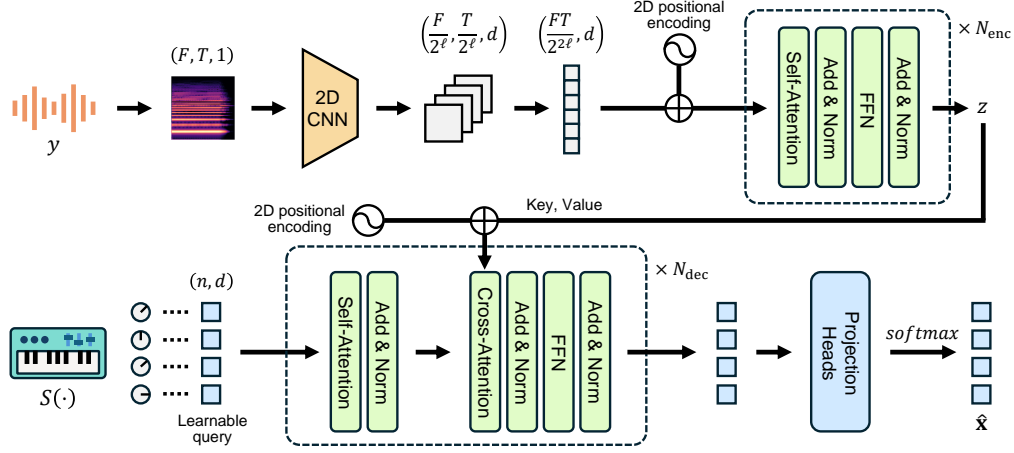 (F, T, 1)
(F/2^ℓ, T/2^ℓ, d)
(FT/2^{2ℓ}, d)
2D positional
encoding
× N_enc
y
2D
CNN
Self-Attention
Add & Norm
FFN
Add & Norm
z
2D positional
encoding
Key, Value
× N_dec
(n, d)
S(·)
Learnable
query
Self-Attention
Add & Norm
Cross-Attention
Add & Norm
FFN
Add & Norm
Projection
Heads
softmax
x̂